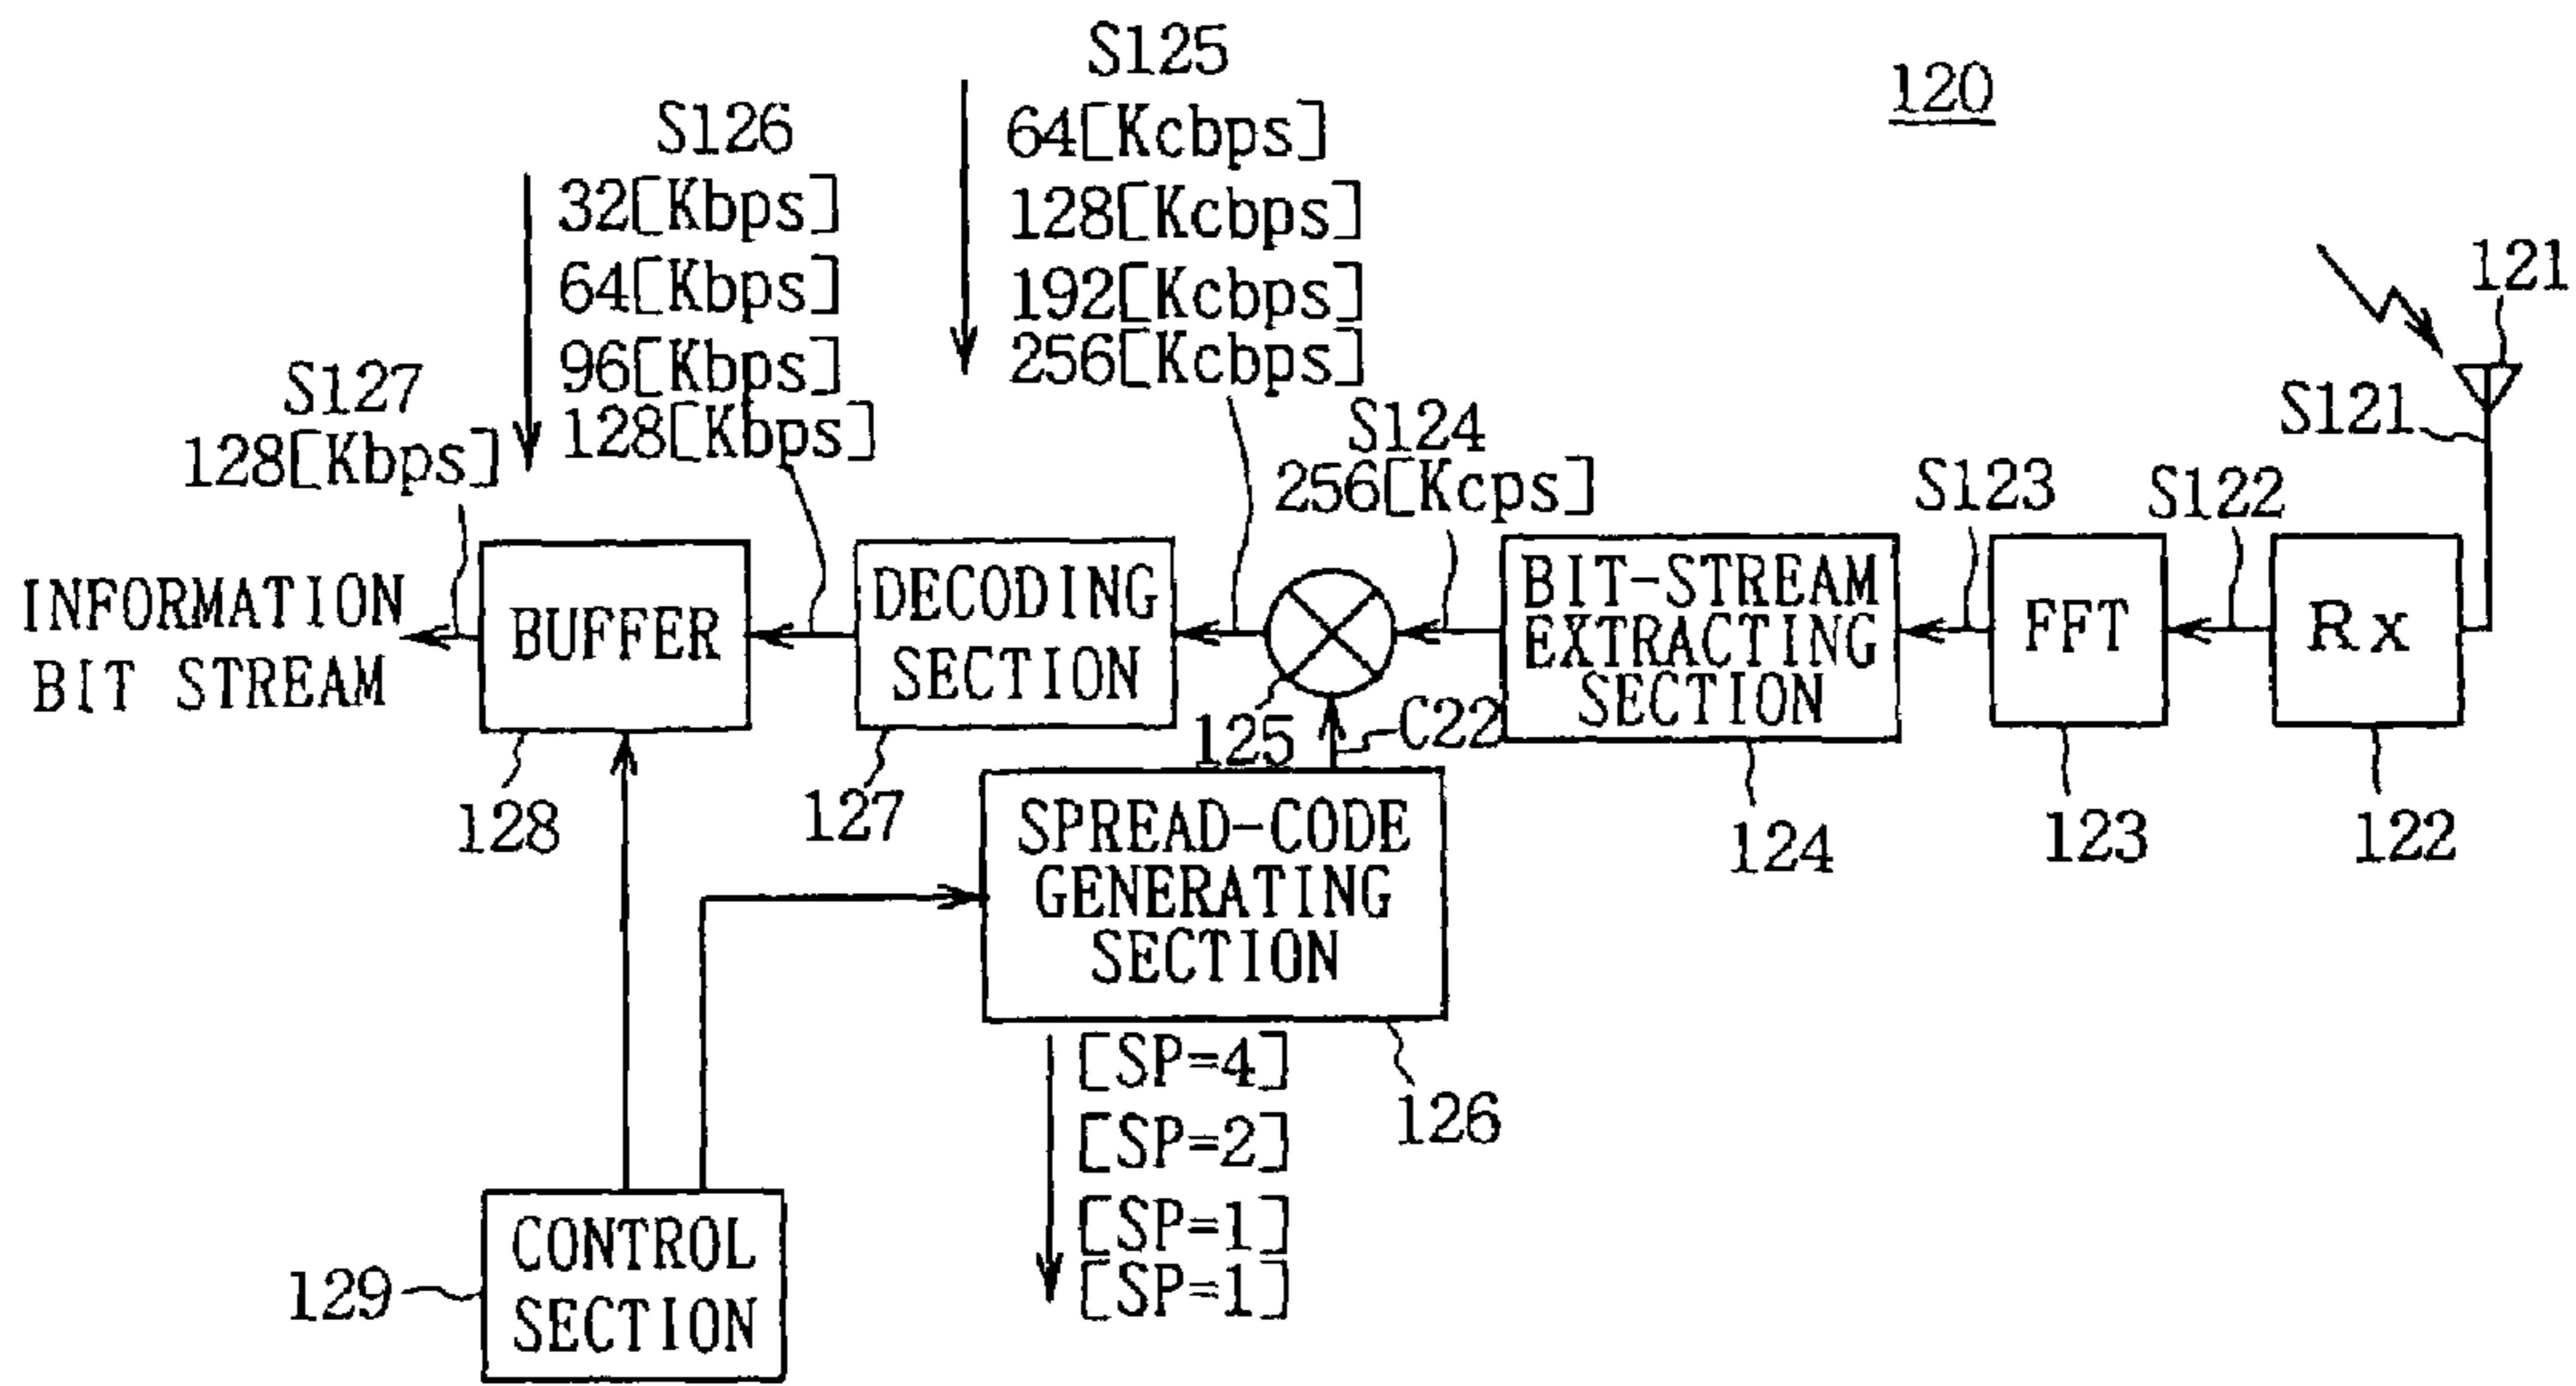 120
S125
64[Kcbps]
128[Kcbps]
192[Kcbps]
256[Kcbps]
S126
32[Kbps]
64[Kbps]
96[Kbps]
128[Kbps]
S127
128[Kbps]
S124
256[Kcps]
S123
S122
S121
121
INFORMATION
BIT STREAM
BUFFER
128
DECODING
SECTION
127
125
C22
BIT-STREAM
EXTRACTING
SECTION
124
FFT
123
Rx
122
SPREAD-CODE
GENERATING
SECTION
126
[SP=4]
[SP=2]
[SP=1]
[SP=1]
CONTROL
SECTION
129